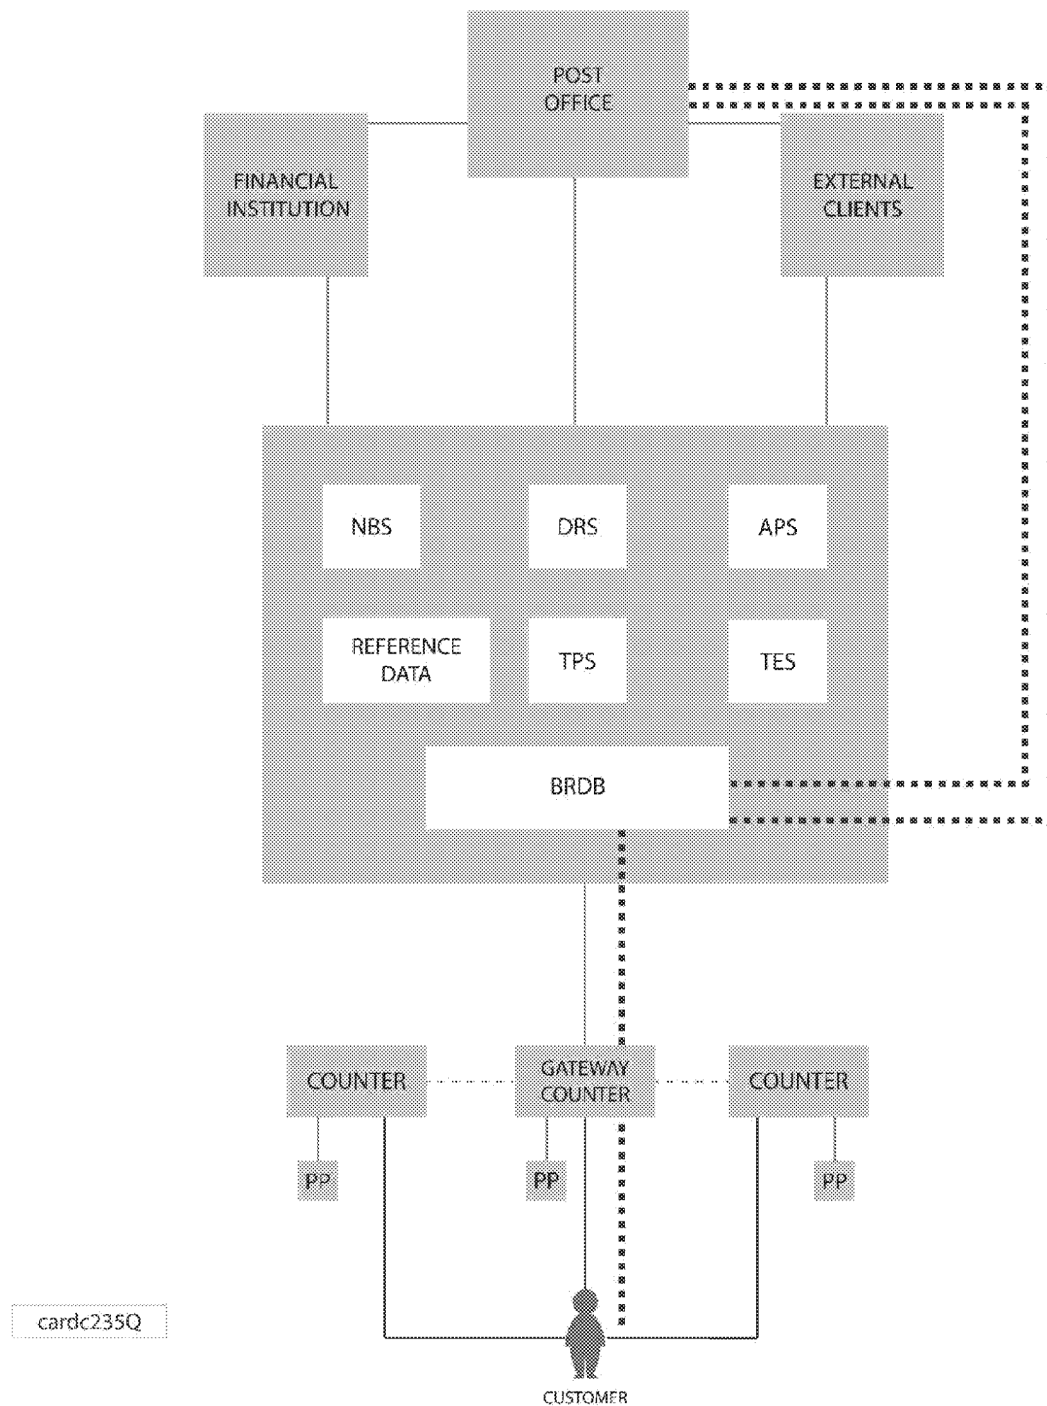 POST
OFFICE
FINANCIAL
INSTITUTION
EXTERNAL
CLIENTS
NBS
DRS
APS
REFERENCE
DATA
TPS
TES
BRDB
COUNTER
GATEWAY
COUNTER
COUNTER
PP
PP
PP
cardc235Q
CUSTOMER